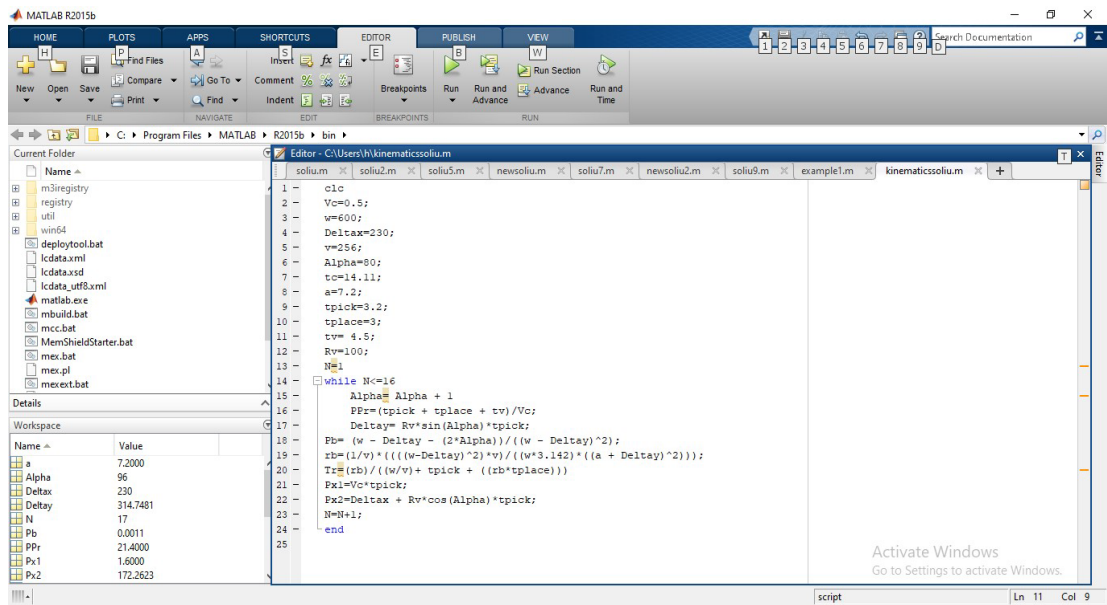 MATLAB R2015b
HOME PLOTS APPS SHORTCUTS EDITOR PUBLISH VIEW
H P A S E B W 1 2 3 4 5 6 7 8 9 D Search Documentation
New Open Save Find Files Compare Print
Go To Find
Insert fx Comment % Indent
Breakpoints Run Run and Advance Run Section Advance Run and Time
FILE NAVIGATE EDIT BREAKPOINTS RUN
C: Program Files MATLAB R2015b bin
Current Folder
Name
m3iregistry
registry
util
win64
deploytool.bat
lcdata.xml
lcdata.xsd
lcdata_utf8.xml
matlab.exe
mbuild.bat
mcc.bat
MemShieldStarter.bat
mex.bat
mex.pl
mexext.bat
Details
Workspace
Name Value
a 7.2000
Alpha 96
Deltax 230
Deltay 314.7481
N 17
Pb 0.0011
PPr 21.4000
Px1 1.6000
Px2 172.2623
Editor - C:\Users\h\kinematicssoliu.m
T
Editor
soliu.m soliu2.m soliu5.m newsoliu.m soliu7.m newsoliu2.m soliu9.m example1.m kinematicssoliu.m +
1 - clc
2 - Vc=0.5;
3 - w=600;
4 - Deltax=230;
5 - v=256;
6 - Alpha=80;
7 - tc=14.11;
8 - a=7.2;
9 - tpick=3.2;
10 - tplace=3;
11 - tv= 4.5;
12 - Rv=100;
13 - N=1
14 - while N<=16
15 - Alpha= Alpha + 1
16 - PPr=(tpick + tplace + tv)/Vc;
17 - Deltay= Rv*sin(Alpha)*tpick;
18 - Pb= (w - Deltay - (2*Alpha))/((w - Deltay)^2);
19 - rb=(1/v)*((((w-Deltay)^2)*v)/((w*3.142)*((a + Deltay)^2)));
20 - Tr=(rb)/((w/v)+ tpick + ((rb*tplace)))
21 - Px1=Vc*tpick;
22 - Px2=Deltax + Rv*cos(Alpha)*tpick;
23 - N=N+1;
24 - end
25
Activate Windows
Go to Settings to activate Windows.
script Ln 11 Col 9